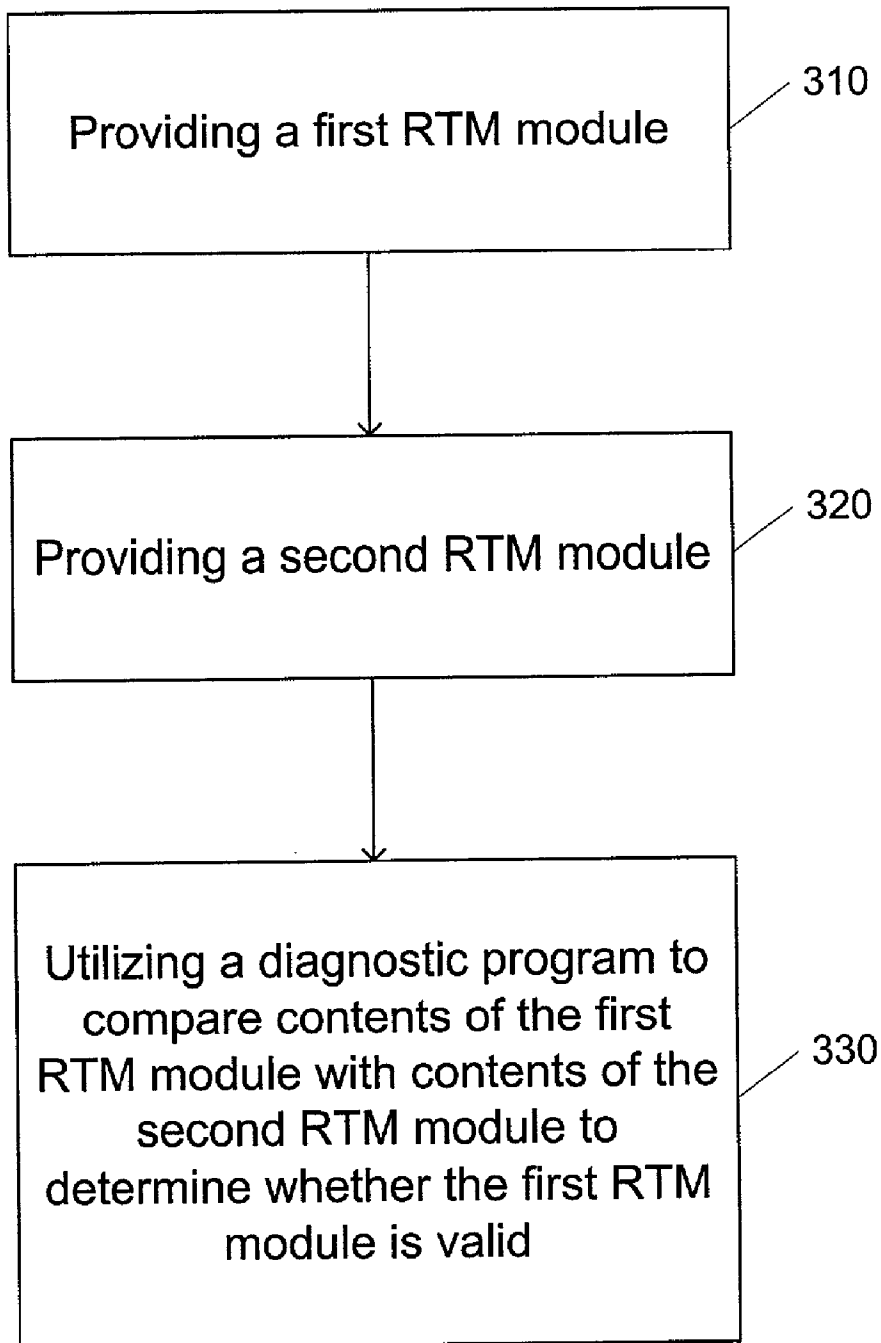 Providing a first RTM module
310
Providing a second RTM module
320
Utilizing a diagnostic program to
compare contents of the first
RTM module with contents of the
second RTM module to
determine whether the first RTM
module is valid
330